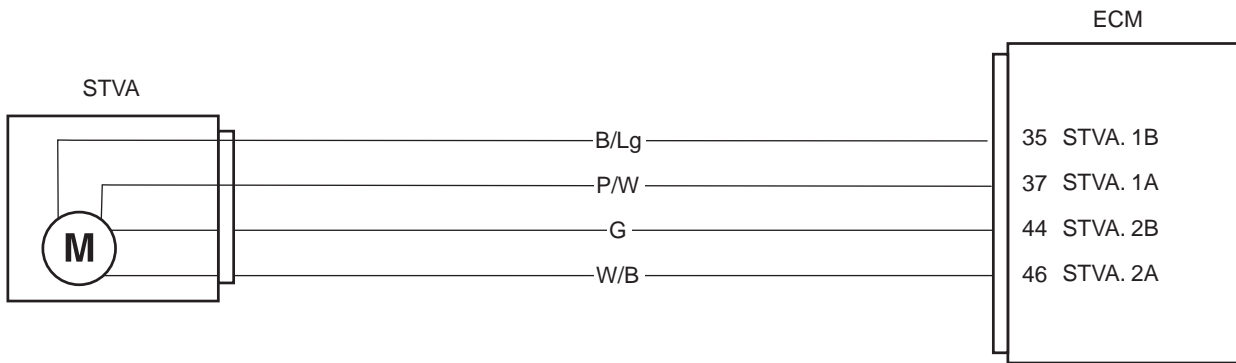 ECM
STVA
B/Lg
35 STVA. 1B
P/W
37 STVA. 1A
G
44 STVA. 2B
M
W/B
46 STVA. 2A